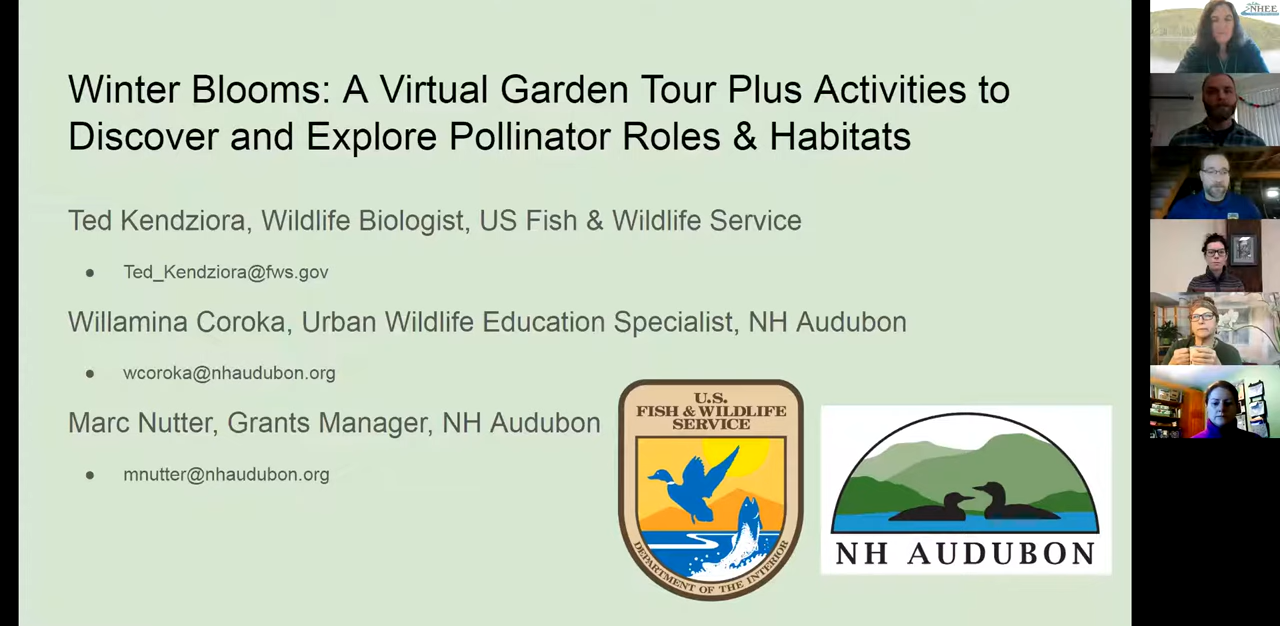 Winter Blooms: A Virtual Garden Tour Plus Activities to
Discover and Explore Pollinator Roles & Habitats
Ted Kendziora, Wildlife Biologist, US Fish & Wildlife Service
● Ted_Kendziora@fws.gov
Willamina Coroka, Urban Wildlife Education Specialist, NH Audubon
● wcoroka@nhaudubon.org
Marc Nutter, Grants Manager, NH Audubon
● mnutter@nhaudubon.org
U.S.
FISH & WILDLIFE
SERVICE
DEPARTMENT OF THE INTERIOR
NH AUDUBON
NHEE